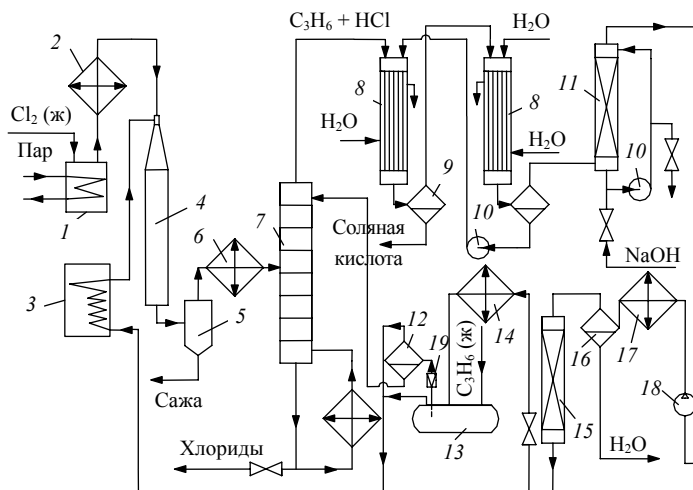 C₃H₆ + HCl
H₂O
2
11
8
8
Cl₂ (ж)
H₂O
Пар
H₂O
9
10
4
1
7
Соляная
кислота
10
6
NaOH
3
5
12
19
C₃H₆ (ж)
14
16
17
18
Сажа
15
13
Хлориды
H₂O